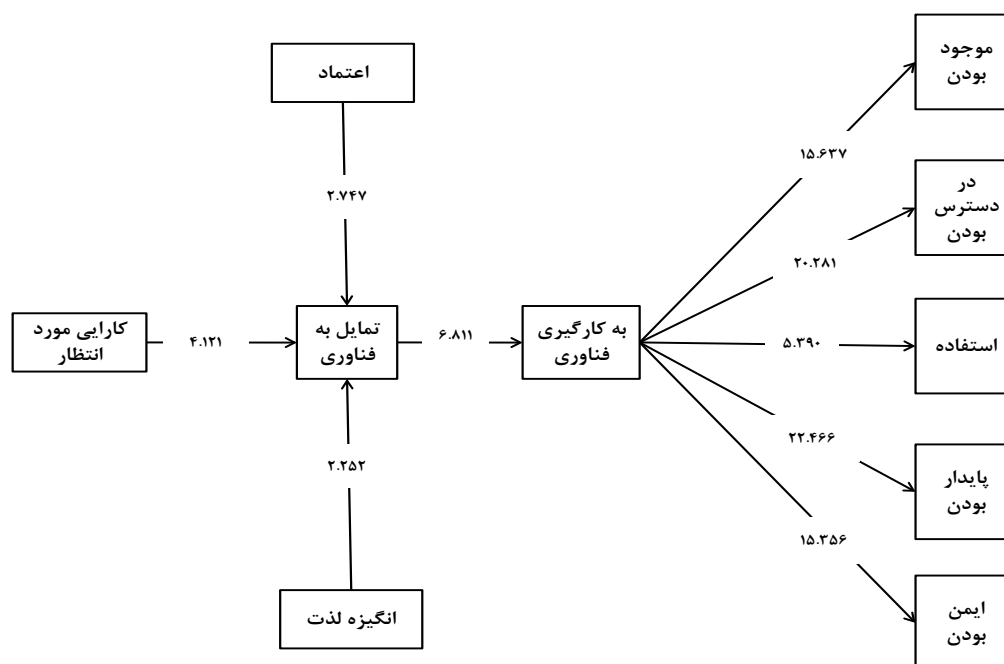 موجود
بودن
اعتماد
۱۵.۶۳۷
۲.۷۴۷
در
دسترس
بودن
۲۰.۲۸۱
کارایی مورد
انتظار
۴.۱۲۱
تمایل به
فناوری
۶.۸۱۱
به کارگیری
فناوری
۵.۳۹۰
استفاده
۲.۲۵۲
۲۲.۴۶۶
پایدار
بودن
۱۵.۳۵۶
انگیزه لذت
ایمن
بودن